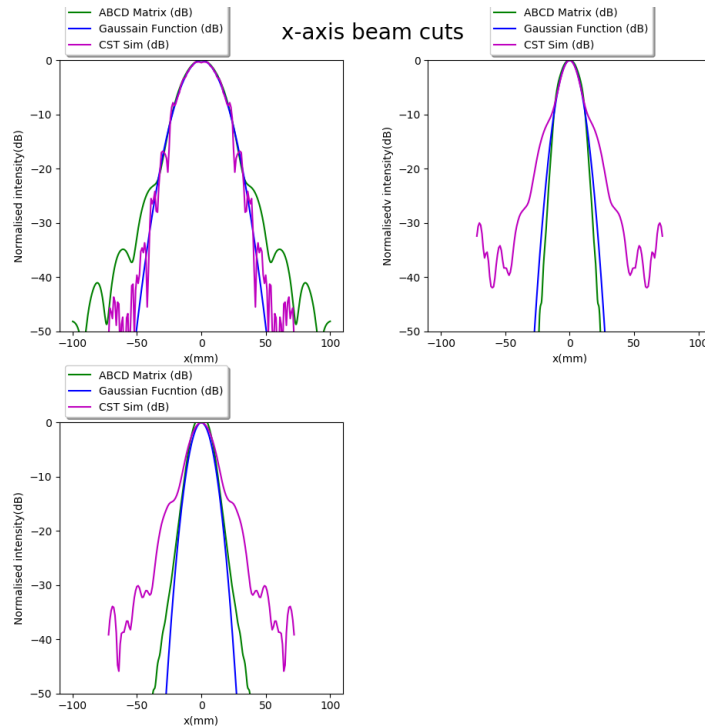 ABCD Matrix (dB)
Gaussain Function (dB)
CST Sim (dB)
x-axis beam cuts
ABCD Matrix (dB)
Gaussian Function (dB)
CST Sim (dB)
0
−10
−20
−30
−40
−50
Normalised intensity(dB)
−100
−50
0
50
100
x(mm)
0
−10
−20
−30
−40
−50
Normalisedv intensity(dB)
−100
−50
0
50
100
x(mm)
ABCD Matrix (dB)
Gaussian Fucntion (dB)
CST Sim (dB)
0
−10
−20
−30
−40
−50
Normalised intensity(dB)
−100
−50
0
50
100
x(mm)